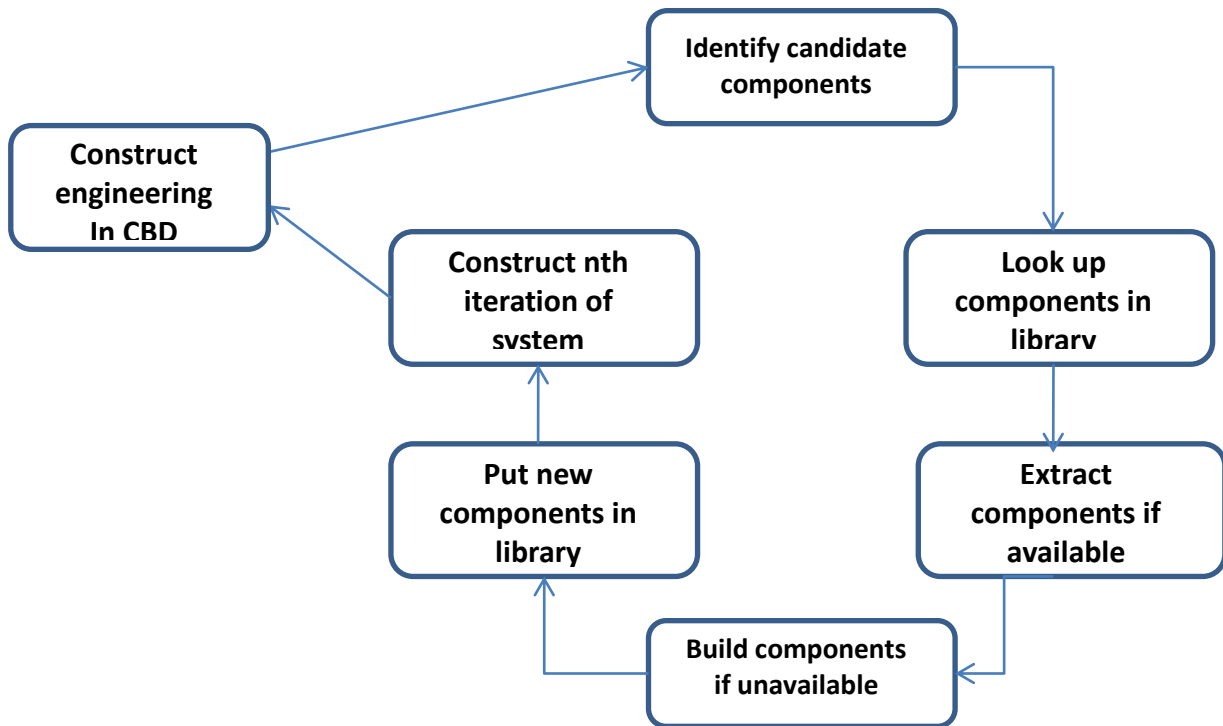 Identify candidate
components
Construct
engineering
In CBD
Construct nth
iteration of
system
Look up
components in
library
Put new
components in
library
Extract
components if
available
Build components
if unavailable